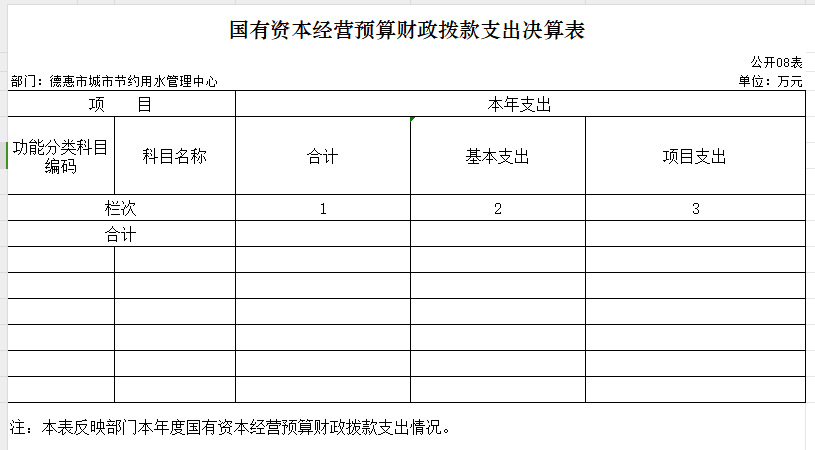 国有资本经营预算财政拨款支出决算表
公开08表
部门：德惠市城市节约用水管理中心 单位：万元
项 目 本年支出
功能分类科目
编码 科目名称 合计 基本支出 项目支出
栏次 1 2 3
合计
注：本表反映部门本年度国有资本经营预算财政拨款支出情况。